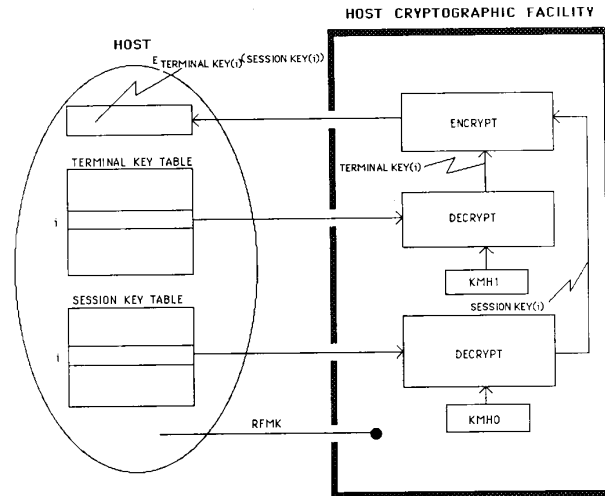 HOST CRYPTOGRAPHIC FACILITY
HOST
E TERMINAL KEY(i)(SESSION KEY(i))
ENCRYPT
TERMINAL KEY TABLE
TERMINAL KEY(i)
i
DECRYPT
KMH1
SESSION KEY TABLE
SESSION KEY(i)
i
DECRYPT
KMH0
RFMK